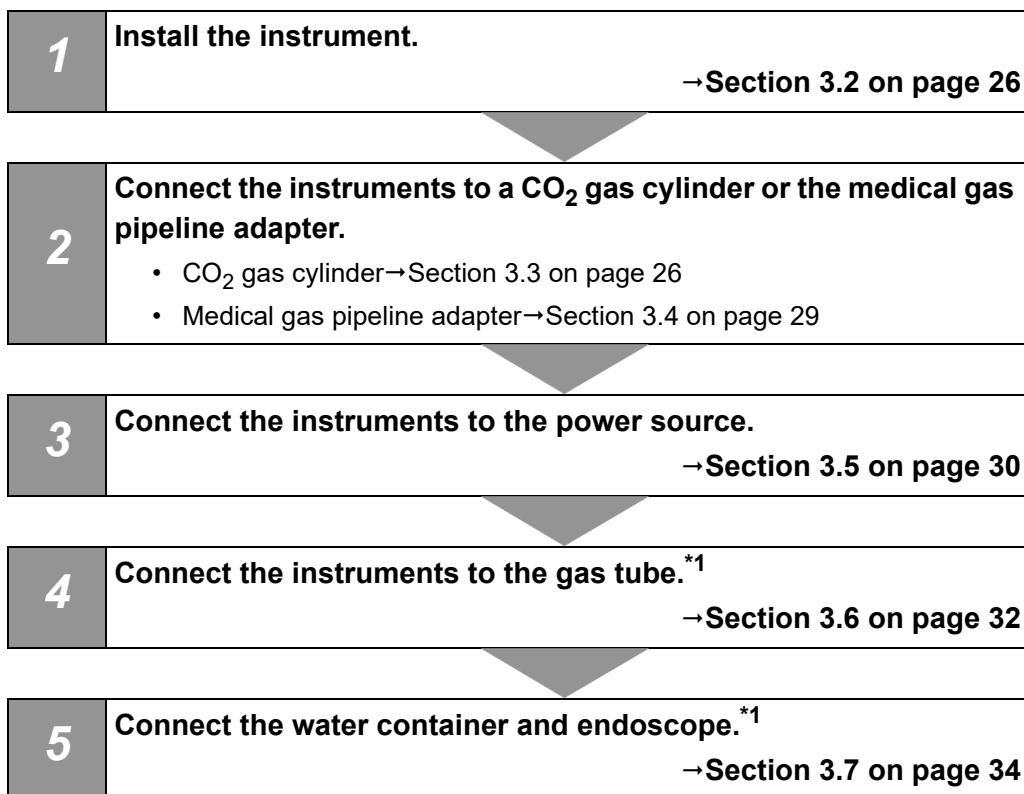 1
Install the instrument.
→Section 3.2 on page 26
2
Connect the instruments to a CO₂ gas cylinder or the medical gas
pipeline adapter.
• CO₂ gas cylinder→Section 3.3 on page 26
• Medical gas pipeline adapter→Section 3.4 on page 29
3
Connect the instruments to the power source.
→Section 3.5 on page 30
4
Connect the instruments to the gas tube.*1
→Section 3.6 on page 32
5
Connect the water container and endoscope.*1
→Section 3.7 on page 34